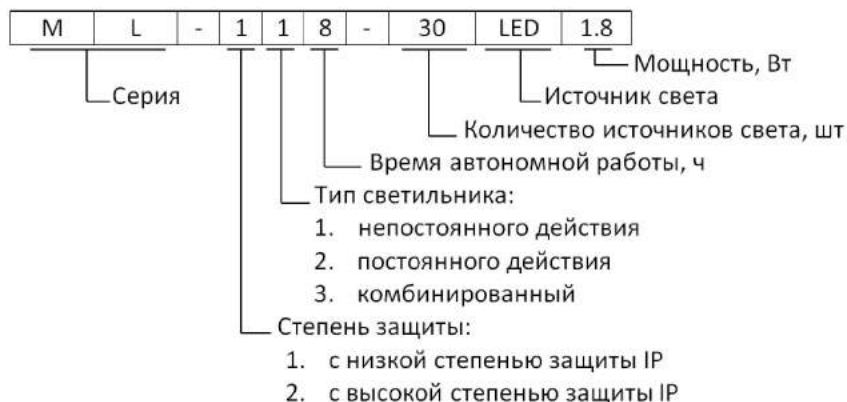 M L - 1 1 8 - 30 LED 1.8
Мощность, Вт
Серия
Источник света
Количество источников света, шт
Время автономной работы, ч
Тип светильника:
1. непостоянного действия
2. постоянного действия
3. комбинированный
Степень защиты:
1. с низкой степенью защиты IP
2. с высокой степенью защиты IP